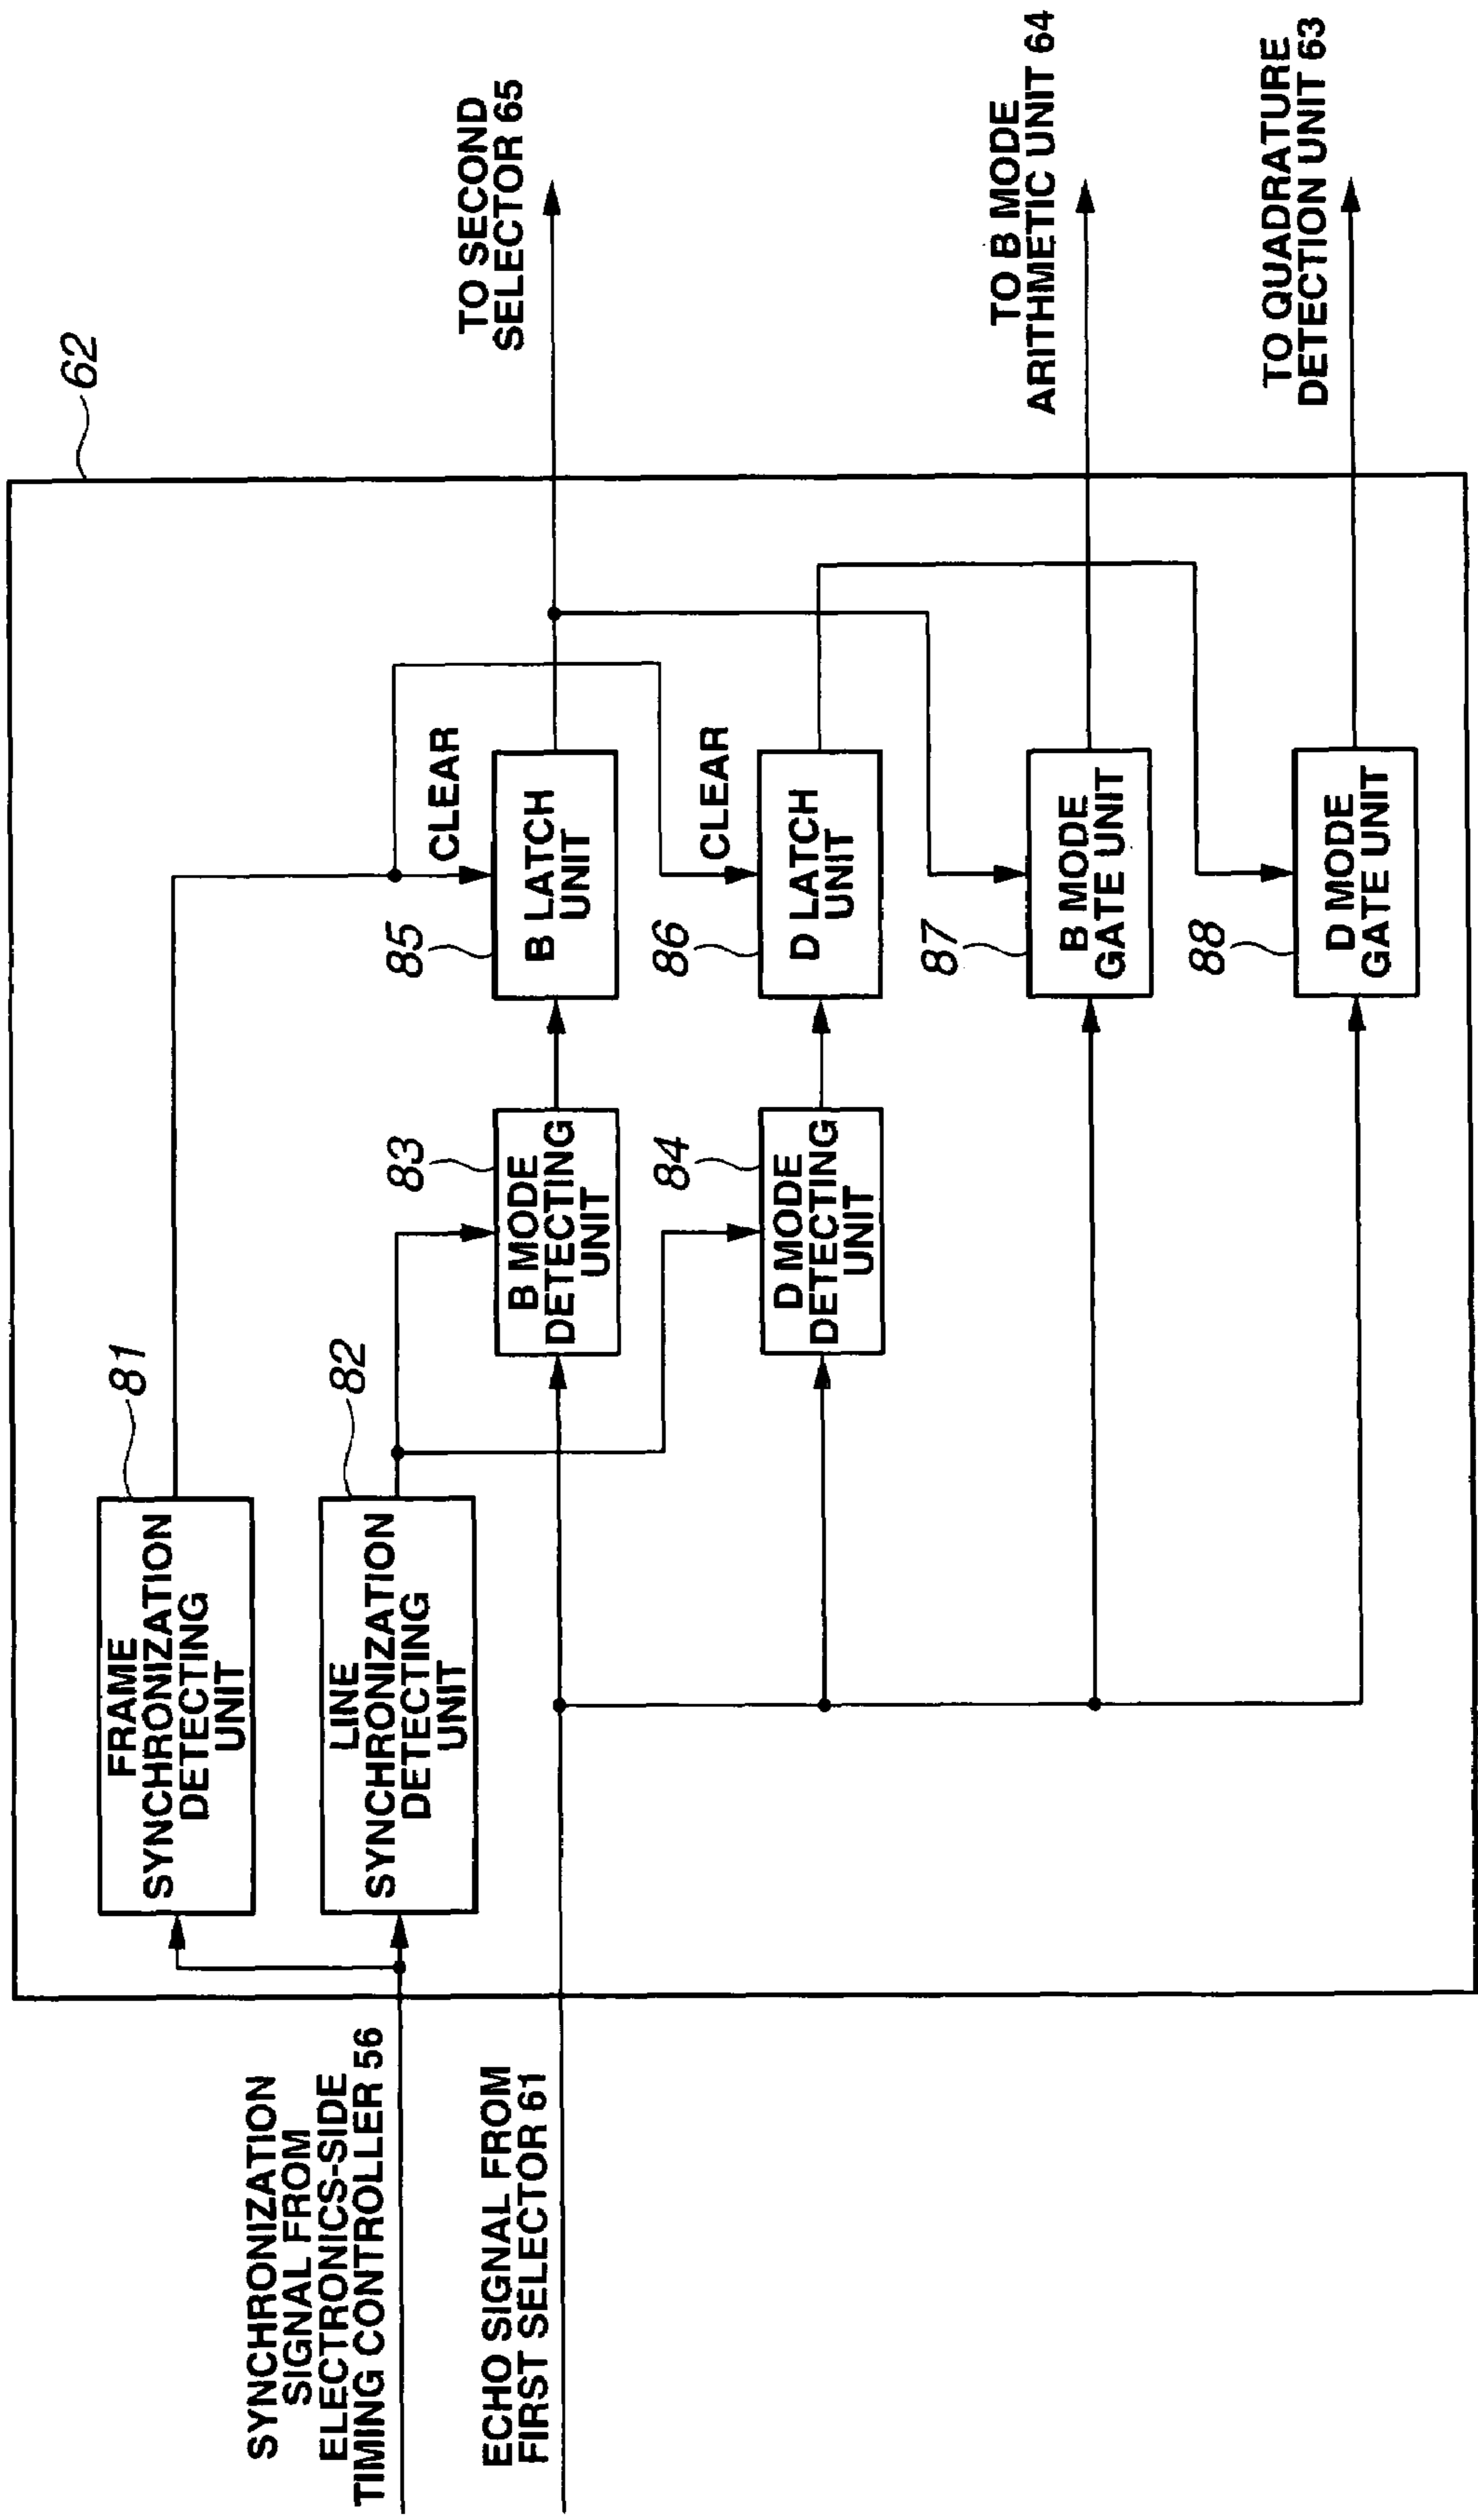 62
SYNCHRONIZATION
SIGNAL FROM
ELECTRONICS-SIDE
TIMING CONTROLLER 56
ECHO SIGNAL FROM
FIRST SELECTOR 61
81
FRAME
SYNCHRONIZATION
DETECTING
UNIT
82
LINE
SYNCHRONIZATION
DETECTING
UNIT
83
B MODE
DETECTING
UNIT
84
D MODE
DETECTING
UNIT
85
CLEAR
B LATCH
UNIT
86
CLEAR
D LATCH
UNIT
87
B MODE
GATE UNIT
88
D MODE
GATE UNIT
TO SECOND
SELECTOR 65
TO B MODE
ARITHMETIC UNIT 64
TO QUADRATURE
DETECTION UNIT 63